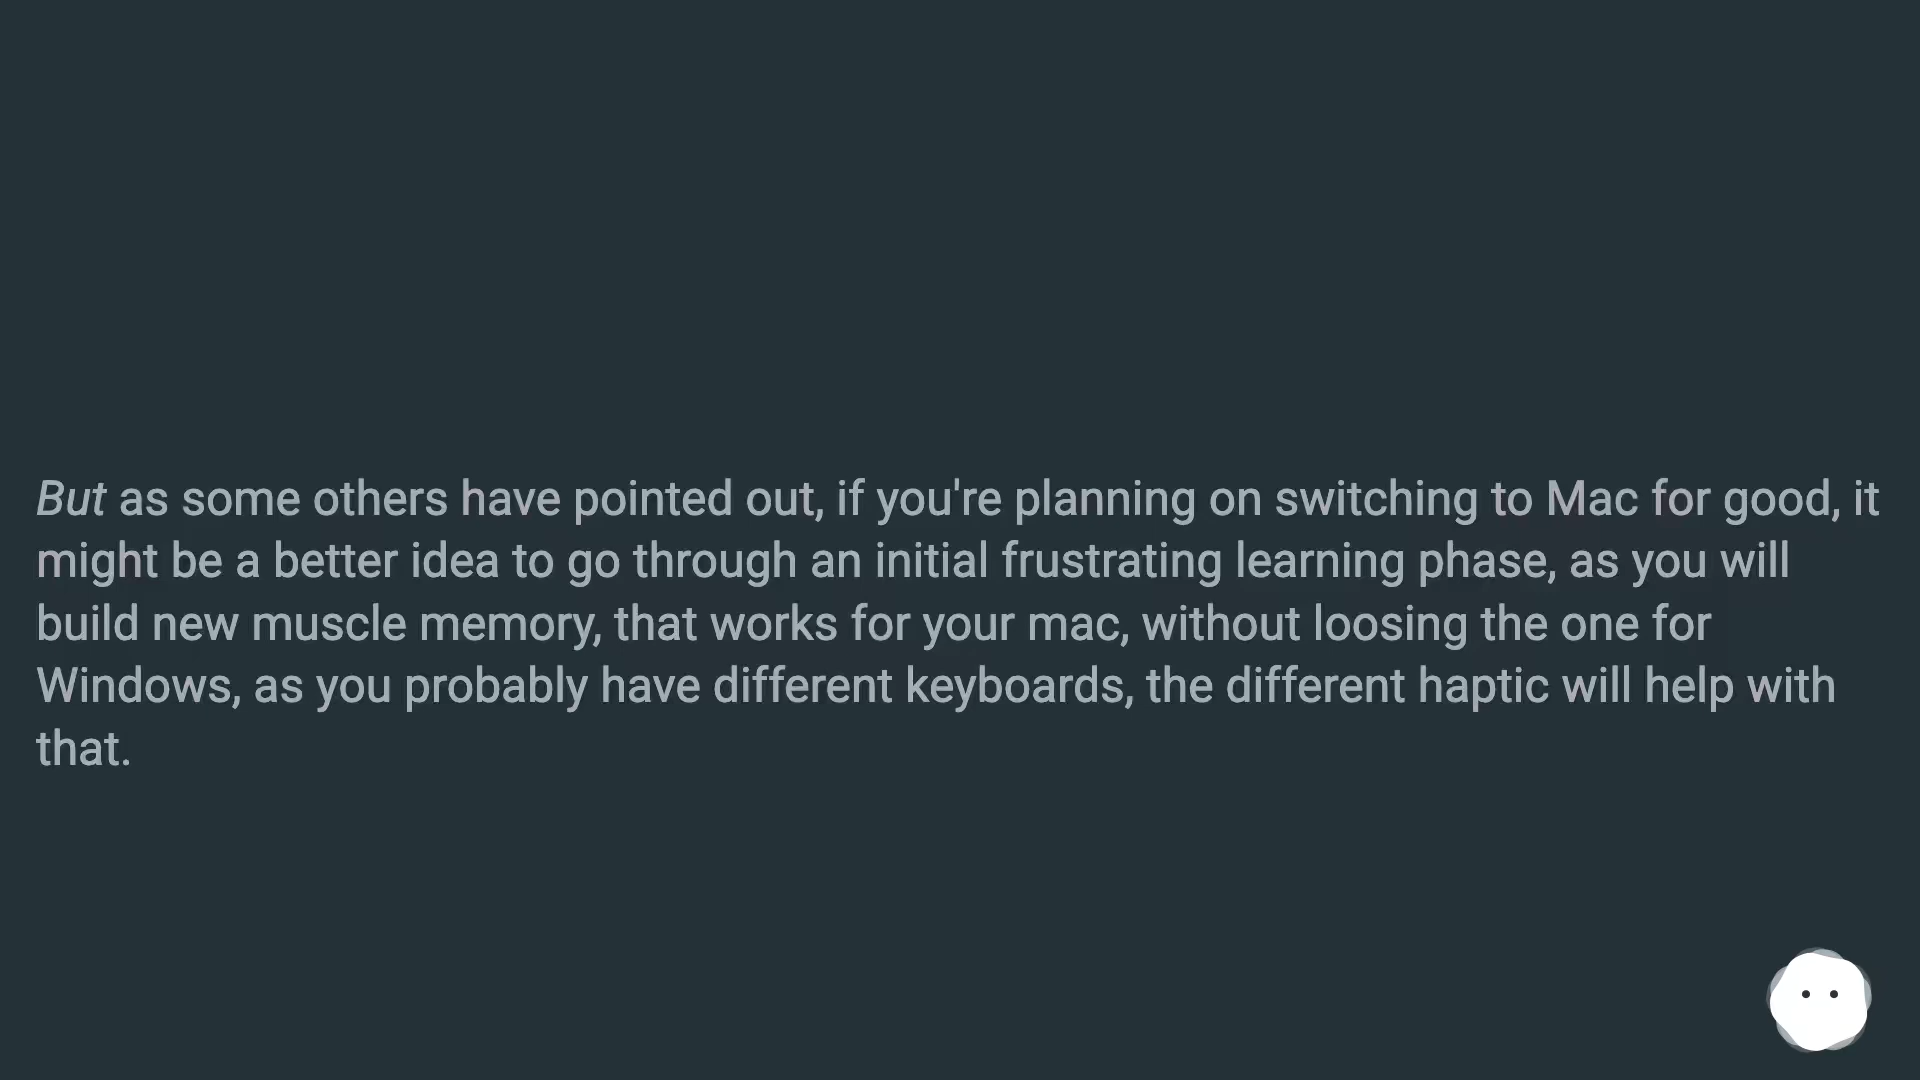 But as some others have pointed out, if you're planning on switching to Mac for good, it
might be a better idea to go through an initial frustrating learning phase, as you will
build new muscle memory, that works for your mac, without loosing the one for
Windows, as you probably have different keyboards, the different haptic will help with
that.